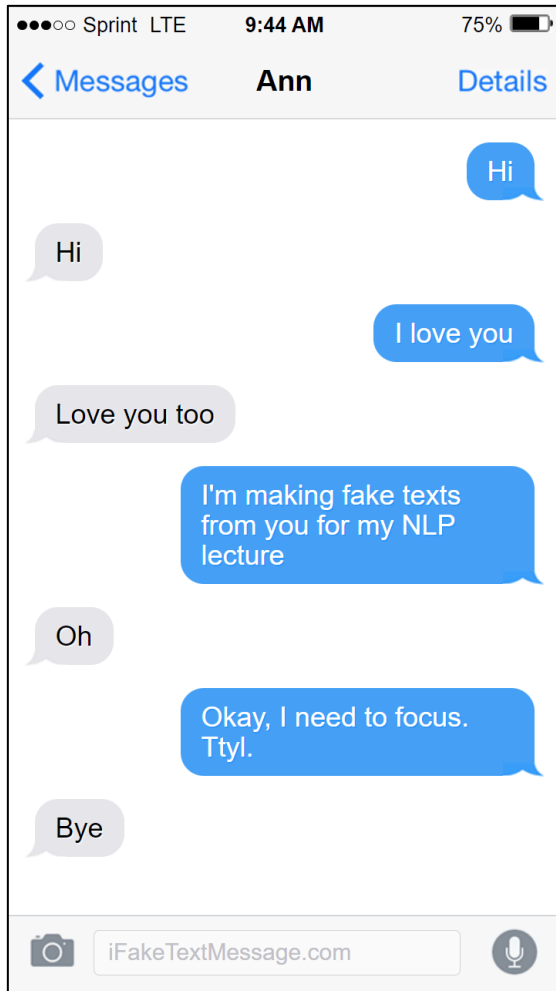 Sprint LTE 9:44 AM 75%
Messages Ann Details
Hi
Hi
I love you
Love you too
I'm making fake texts
from you for my NLP
lecture
Oh
Okay, I need to focus.
Ttyl.
Bye
iFakeTextMessage.com